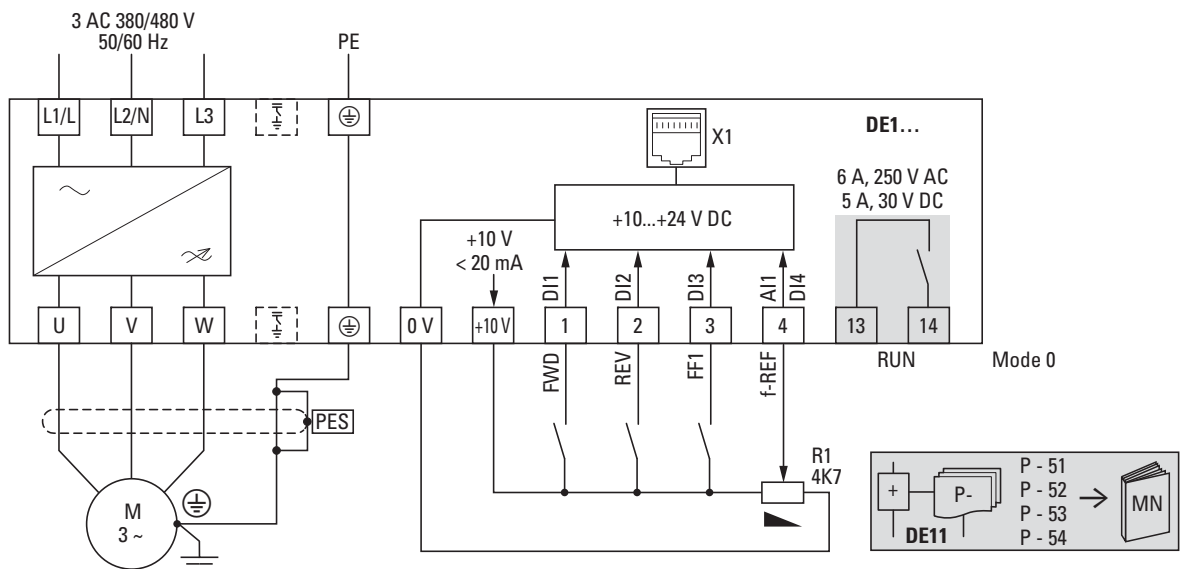 3 AC 380/480 V
50/60 Hz
PE
L1/L
L2/N
L3
X1
DE1…
6 A, 250 V AC
5 A, 30 V DC
+10...+24 V DC
+10 V
< 20 mA
DI1
DI2
DI3
AI1
DI4
U
V
W
0 V
+10 V
1
2
3
4
13
14
FWD
REV
FF1
f-REF
RUN
Mode 0
PES
R1
4K7
M
3 ~
+
P-
DE11
P - 51
P - 52
P - 53
P - 54
MN